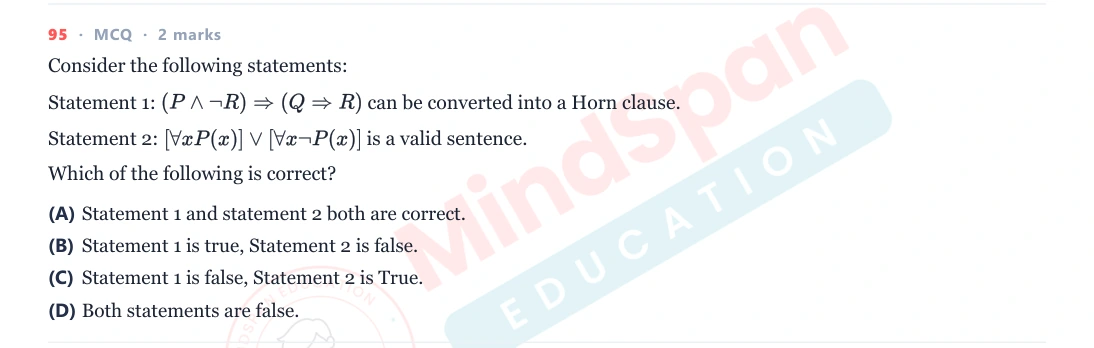 95 · MCQ · 2 marks
Consider the following statements:
Statement 1: (P ∧ ¬R) ⇒ (Q ⇒ R) can be converted into a Horn clause.
Statement 2: [∀xP(x)] ∨ [∀x¬P(x)] is a valid sentence.
Which of the following is correct?
(A) Statement 1 and statement 2 both are correct.
(B) Statement 1 is true, Statement 2 is false.
(C) Statement 1 is false, Statement 2 is True.
(D) Both statements are false.
MindSpan
EDUCATION